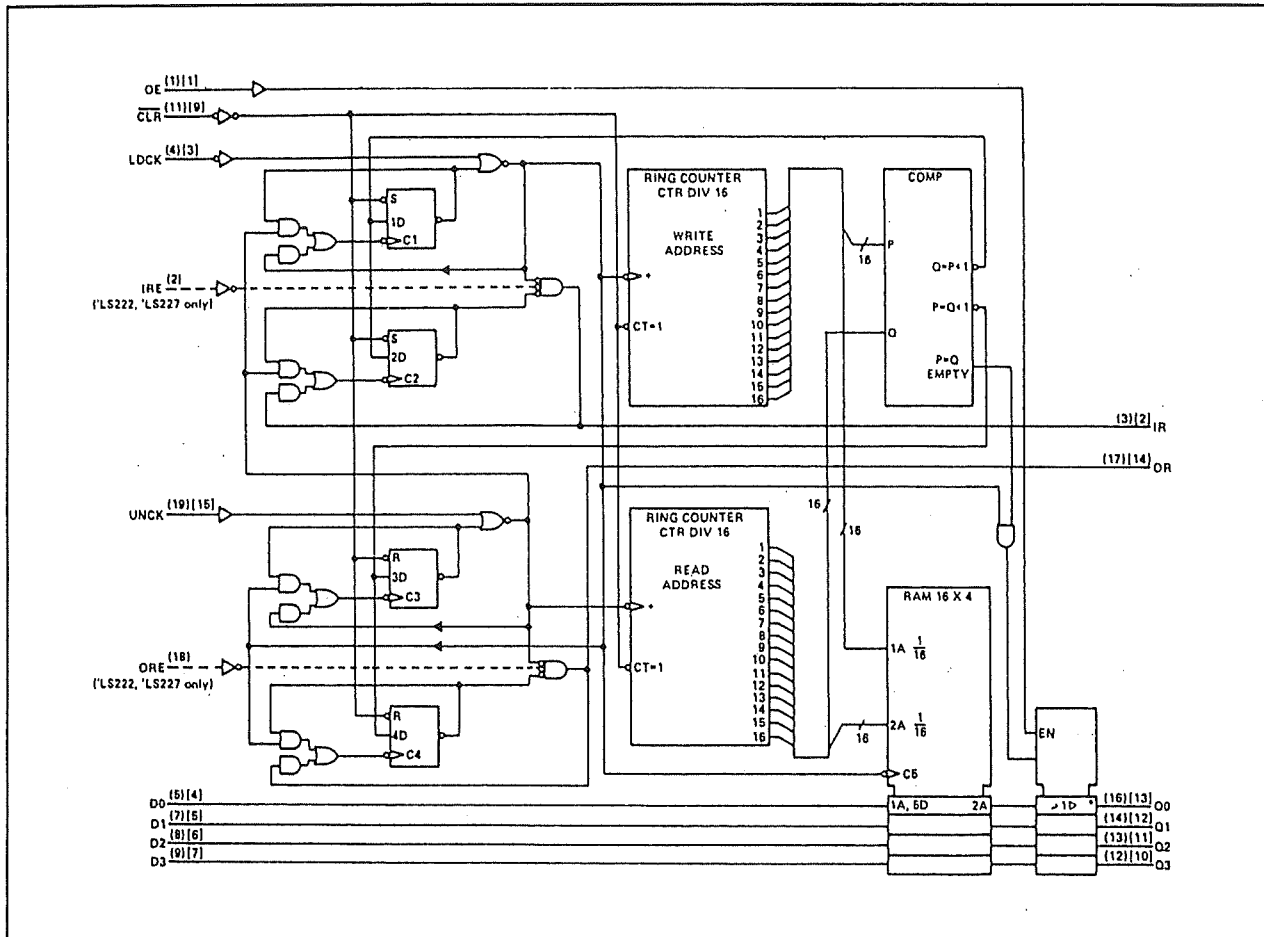 OE (1)[1]
CLR (11)[9]
LDCK (4)[3]
S
1D
C1
IRE (2)
('LS222, 'LS227 only)
S
2D
C2
RING COUNTER
CTR DIV 16
WRITE
ADDRESS
1
2
3
4
5
6
7
8
9
10
11
12
13
14
15
16
+
CT=1
COMP
P
16
Q
Q=P+1
P=Q+1
P=Q
EMPTY
(3)[2] IR
(17)[14] OR
UNCK (19)[15]
R
3D
C3
ORE (18)
('LS222, 'LS227 only)
R
4D
C4
RING COUNTER
CTR DIV 16
READ
ADDRESS
1
2
3
4
5
6
7
8
9
10
11
12
13
14
15
16
+
CT=1
16
16
16
RAM 16 X 4
1A 1/16
2A 1/16
C5
EN
D0 (5)[4]
1A, 5D 2A
1D
(16)[13] Q0
D1 (7)[5]
(14)[12] Q1
D2 (8)[6]
(13)[11] Q2
D3 (9)[7]
(12)[10] Q3